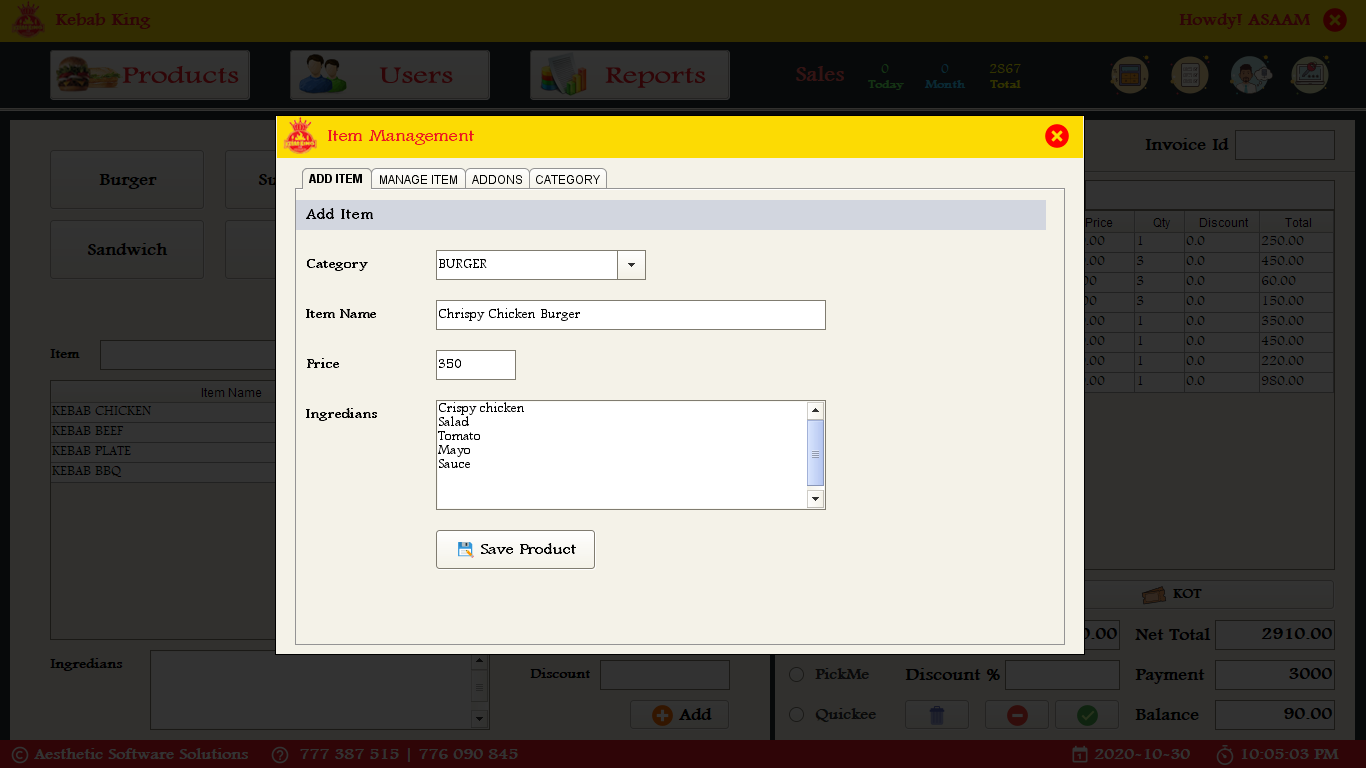 Kebab King
Howdy! ASAAM
Products
Users
Reports
Sales
0
Today
0
Month
2867
Total
Item Management
ADD ITEM
MANAGE ITEM
ADDONS
CATEGORY
Add Item
Category
BURGER
Item Name
Chrispy Chicken Burger
Price
350
Ingredians
Crispy chicken
Salad
Tomato
Mayo
Sauce
Save Product
Burger
Sandwich
Item
Item Name
KEBAB CHICKEN
KEBAB BEEF
KEBAB PLATE
KEBAB BBQ
Ingredians
Discount
Add
Invoice Id
Price Qty Discount Total
.00 1 0.0 250.00
.00 3 0.0 450.00
00 3 0.0 60.00
00 3 0.0 150.00
.00 1 0.0 350.00
.00 1 0.0 450.00
.00 1 0.0 220.00
.00 1 0.0 980.00
KOT
0.00 Net Total 2910.00
PickMe Discount % Payment 3000
Quickee Balance 90.00
© Aesthetic Software Solutions
777 387 515 | 776 090 845
2020-10-30
10:05:03 PM